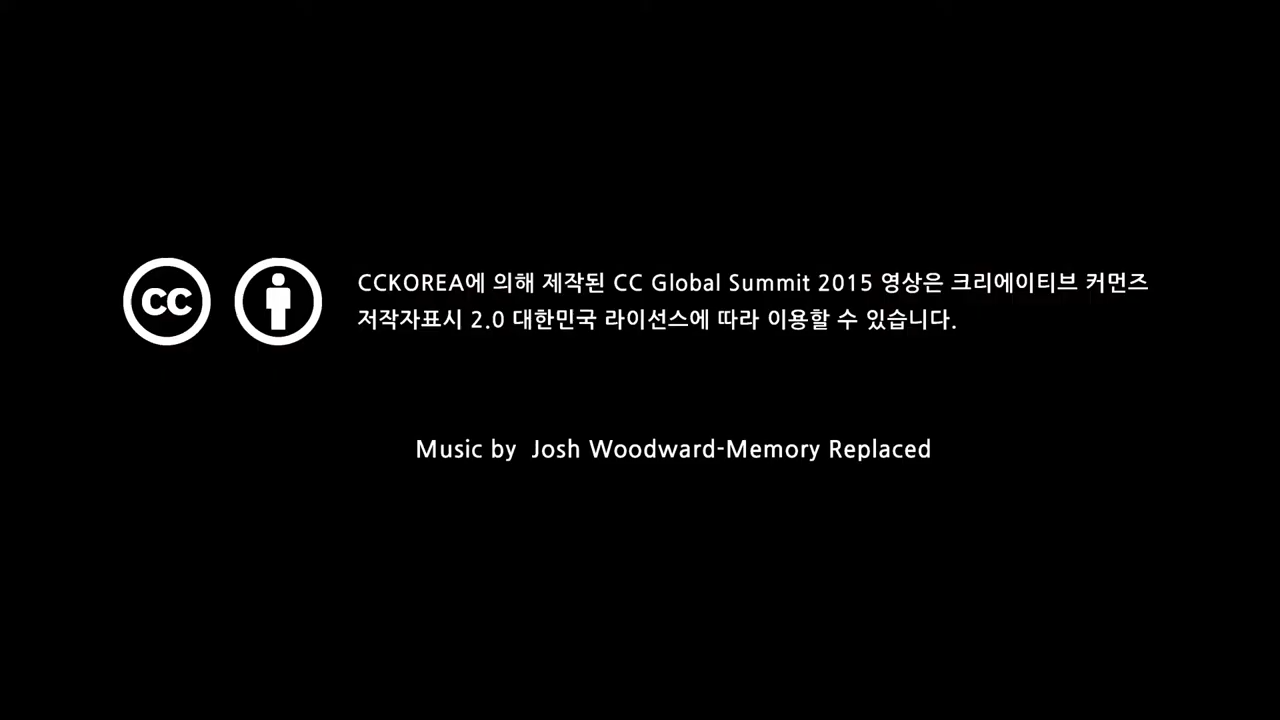 CC
CCKOREA에 의해 제작된 CC Global Summit 2015 영상은 크리에이티브 커먼즈
저작자표시 2.0 대한민국 라이선스에 따라 이용할 수 있습니다.
Music by  Josh Woodward-Memory Replaced